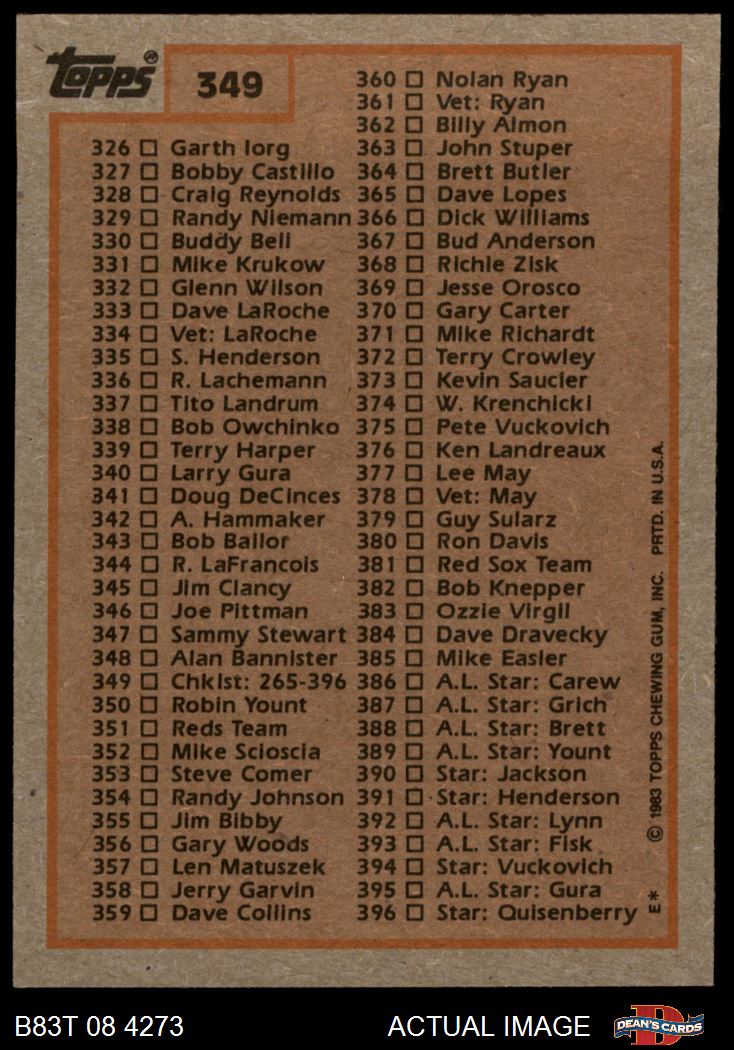 Topps®
349
326 Garth Iorg
327 Bobby Castillo
328 Craig Reynolds
329 Randy Niemann
330 Buddy Bell
331 Mike Krukow
332 Glenn Wilson
333 Dave LaRoche
334 Vet: LaRoche
335 S. Henderson
336 R. Lachemann
337 Tito Landrum
338 Bob Owchinko
339 Terry Harper
340 Larry Gura
341 Doug DeCinces
342 A. Hammaker
343 Bob Bailor
344 R. LaFrancois
345 Jim Clancy
346 Joe Pittman
347 Sammy Stewart
348 Alan Bannister
349 Chklst: 265-396
350 Robin Yount
351 Reds Team
352 Mike Scioscia
353 Steve Comer
354 Randy Johnson
355 Jim Bibby
356 Gary Woods
357 Len Matuszek
358 Jerry Garvin
359 Dave Collins
360 Nolan Ryan
361 Vet: Ryan
362 Billy Almon
363 John Stuper
364 Brett Butler
365 Dave Lopes
366 Dick Williams
367 Bud Anderson
368 Richie Zisk
369 Jesse Orosco
370 Gary Carter
371 Mike Richardt
372 Terry Crowley
373 Kevin Saucier
374 W. Krenchicki
375 Pete Vuckovich
376 Ken Landreaux
377 Lee May
378 Vet: May
379 Guy Sularz
380 Ron Davis
381 Red Sox Team
382 Bob Knepper
383 Ozzie Virgil
384 Dave Dravecky
385 Mike Easler
386 A.L. Star: Carew
387 A.L. Star: Grich
388 A.L. Star: Brett
389 A.L. Star: Yount
390 Star: Jackson
391 Star: Henderson
392 A.L. Star: Lynn
393 A.L. Star: Fisk
394 Star: Vuckovich
395 A.L. Star: Gura
396 Star: Quisenberry
E* © 1983 TOPPS CHEWING GUM, INC. PRTD. IN U.S.A.
B83T 08 4273
ACTUAL IMAGE
D
DEAN'S CARDS